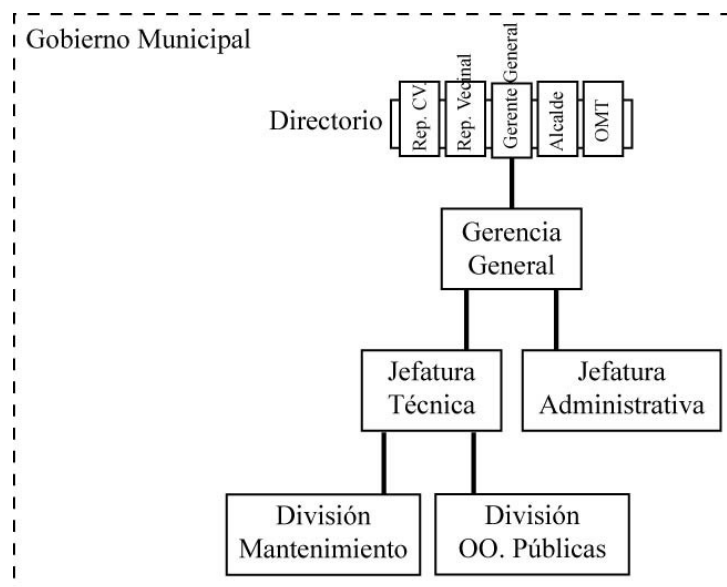 Gobierno Municipal
Directorio
Rep. CV.
Rep. Vecinal
Gerente General
Alcalde
OMT
Gerencia
General
Jefatura
Técnica
Jefatura
Administrativa
División
Mantenimiento
División
OO. Públicas